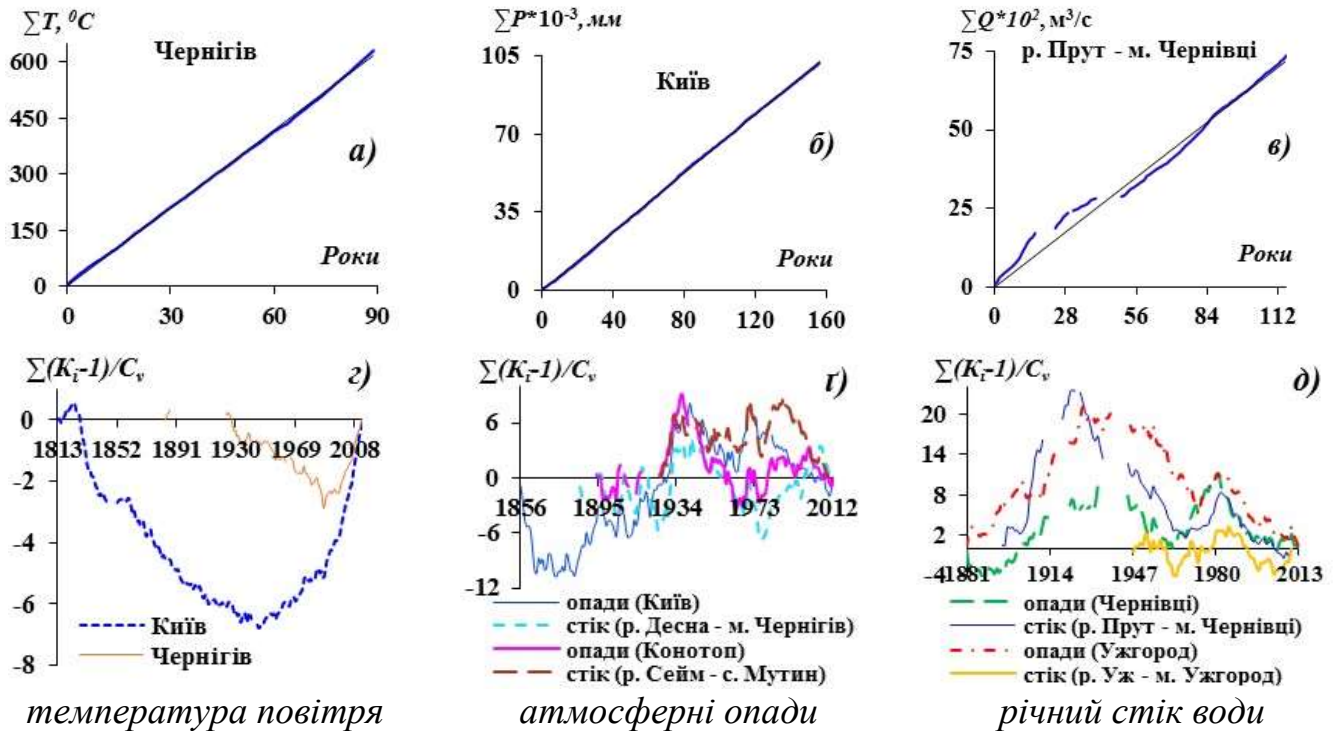 ∑T, ⁰C
Чернігів
600
450
300
150
0
а)
Роки
0 30 60 90
∑P*10⁻³, мм
Київ
105
70
35
0
б)
0 40 80 120 160
∑Q*10², м³/с
р. Прут - м. Чернівці
75
50
25
0
в)
Роки
0 28 56 84 112
∑(Kᵢ-1)/Cᵥ
г)
0
-2
-4
-6
-8
1813 1852 1891 1930 1969 2008
Київ
Чернігів
∑(Kᵢ-1)/Cᵥ
ґ)
6
0
-6
-12
1856 1895 1934 1973 2012
опади (Київ)
стік (р. Десна - м. Чернігів)
опади (Конотоп)
стік (р. Сейм - с. Мутин)
∑(Kᵢ-1)/Cᵥ
д)
20
14
8
2
-4
1881 1914 1947 1980 2013
опади (Чернівці)
стік (р. Прут - м. Чернівці)
опади (Ужгород)
стік (р. Уж - м. Ужгород)
температура повітря
атмосферні опади
річний стік води